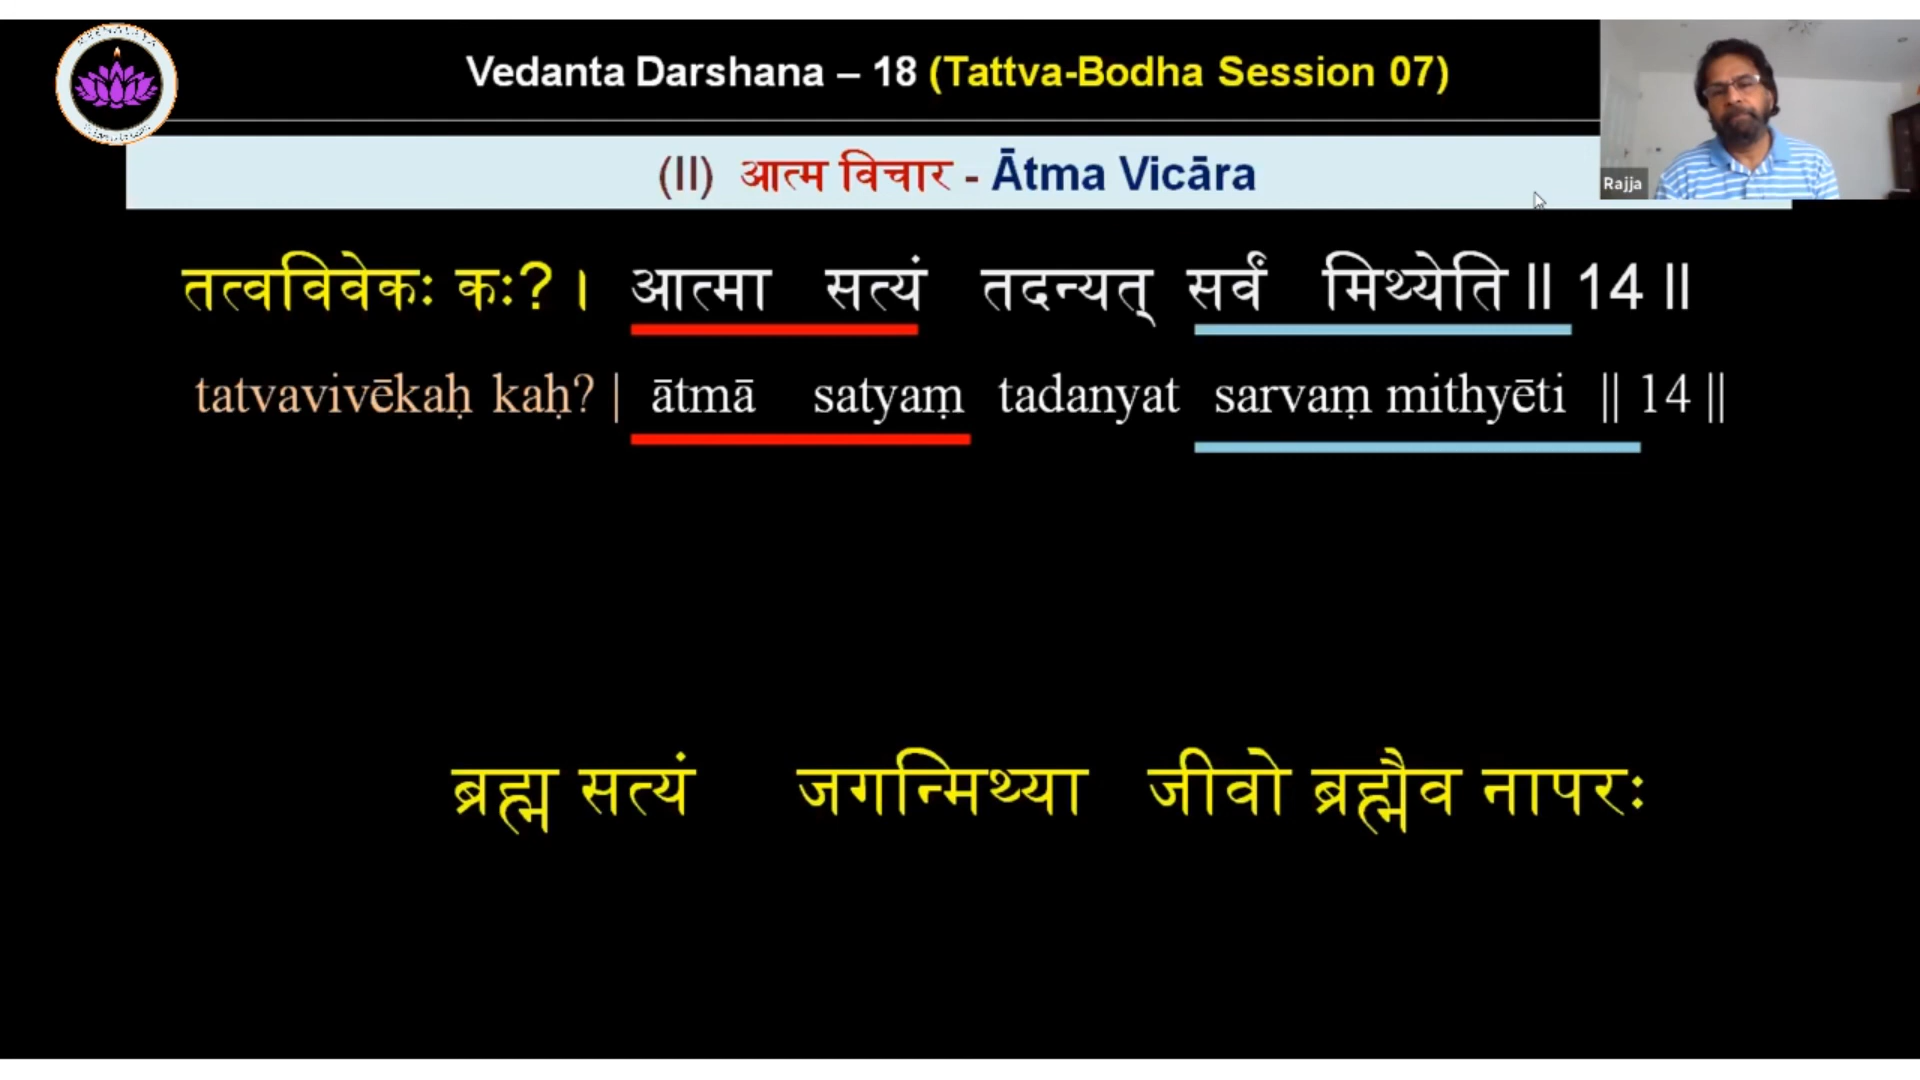 Vedanta Darshana – 18 (Tattva-Bodha Session 07)
Rajja
(II) आत्म विचार - Ātma Vicāra
तत्वविवेकः कः? । आत्मा सत्यं तदन्यत् सर्वं मिथ्येति ॥ 14 ॥
tatvavivēkaḥ kaḥ? | ātmā satyaṃ tadanyat sarvaṃ mithyēti || 14 ||
ब्रह्म सत्यं जगन्मिथ्या जीवो ब्रह्मैव नापरः